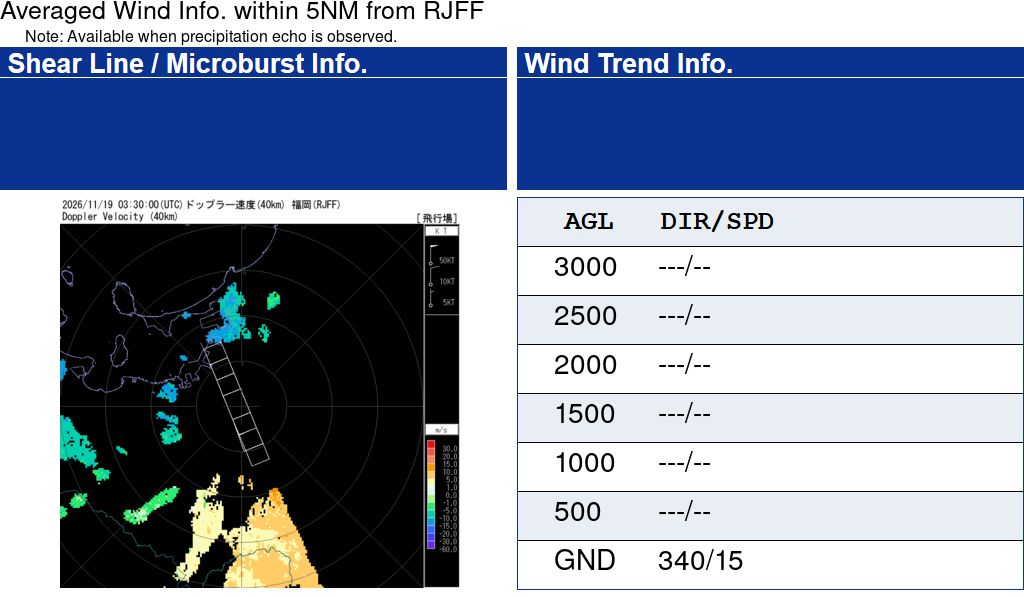 Averaged Wind Info. within 5NM from RJFF
Note: Available when precipitation echo is observed.
Shear Line / Microburst Info.
Wind Trend Info.
2026/11/19 03:30:00(UTC) ドップラー速度(40km) 福岡(RJFF)
Doppler Velocity (40km)
[飛行場]
K T
50KT
10KT
5KT
m/s
30.0
20.0
15.0
10.0
5.0
1.0
0.0
-1.0
-5.0
-10.0
-15.0
-20.0
-30.0
-60.0
AGL DIR/SPD
3000 ---/--
2500 ---/--
2000 ---/--
1500 ---/--
1000 ---/--
500 ---/--
GND 340/15